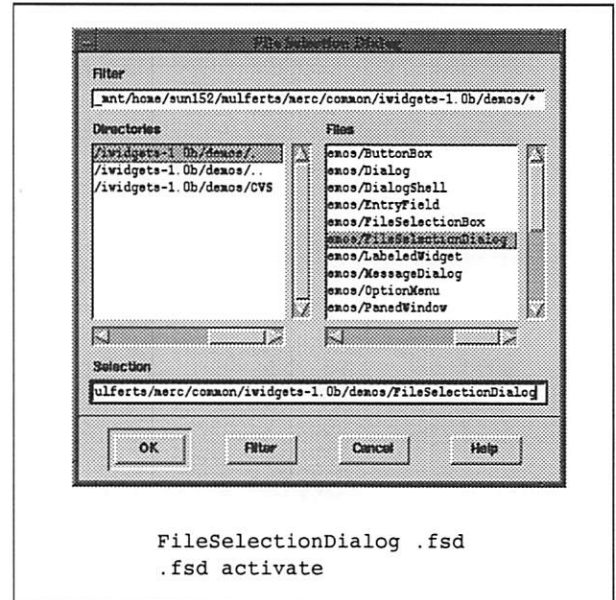 File Selection Dialog
Filter
_mnt/home/sun152/mulferts/merc/common/iwidgets-1.0b/demos/*
Directories
Files
/iwidgets-1.0b/demos/.
/iwidgets-1.0b/demos/..
/iwidgets-1.0b/demos/CVS
emos/ButtonBox
emos/Dialog
emos/DialogShell
emos/EntryField
emos/FileSelectionBox
emos/FileSelectionDialog
emos/LabeledWidget
emos/MessageDialog
emos/OptionMenu
emos/PanedWindow
Selection
ulferts/merc/common/iwidgets-1.0b/demos/FileSelectionDialog
OK
Filter
Cancel
Help
FileSelectionDialog .fsd
.fsd activate